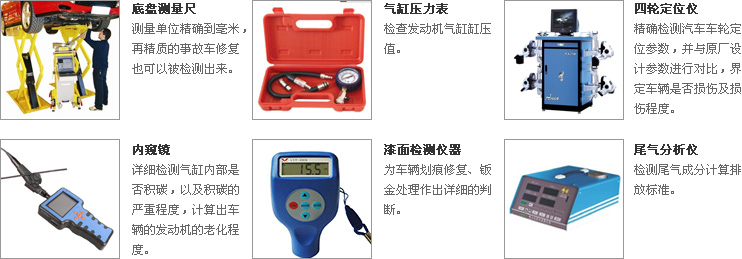 底盘测量尺
测量单位精确到毫米，
再精质的事故车修复
也可以被检测出来。
气缸压力表
检查发动机气缸缸压
值。
四轮定位仪
精确检测汽车车轮定
位参数，并与原厂设
计参数进行对比，界
定车辆是否损伤及损
伤程度。
内窥镜
详细检测气缸内部是
否积碳，以及积碳的
严重程度，计算出车
辆的发动机的老化程
度。
155
漆面检测仪器
为车辆划痕修复、钣
金处理作出详细的判
断。
尾气分析仪
检测尾气成分计算排
放标准。